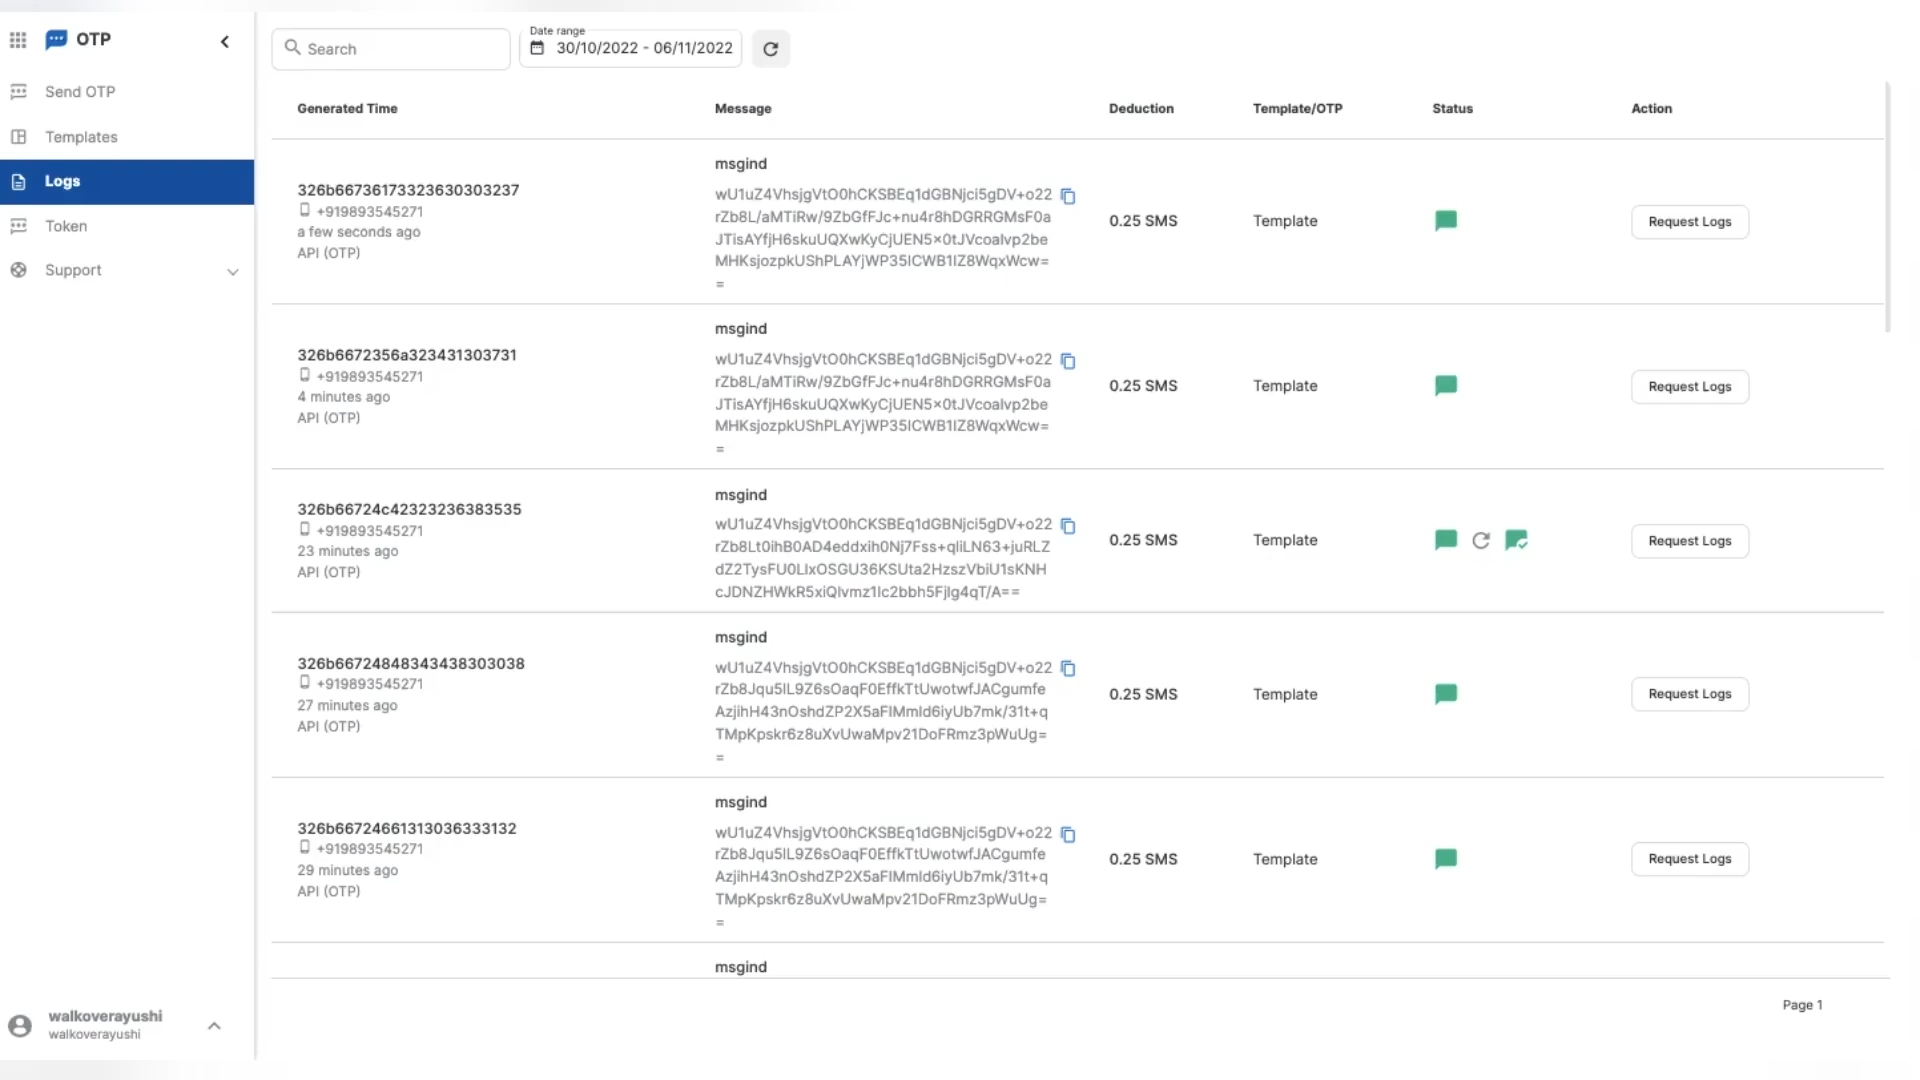 OTP
Send OTP
Templates
Logs
Token
Support
Search
Date range
30/10/2022 - 06/11/2022
Generated Time
Message
Deduction
Template/OTP
Status
Action
326b66736173323630303237
+919893545271
a few seconds ago
API (OTP)
msgind
wU1uZ4VhsjgVtO0hCKSBEq1dGBNjci5gDV+o22
rZb8L/aMTiRw/9ZbGfFJc+nu4r8hDGRRGMsF0a
JTisAYfjH6skuUQXwKyCjUEN5x0tJVcoalvp2be
MHKsjozpkUShPLAYjWP35ICWB1IZ8WqxWcw=
=
0.25 SMS
Template
Request Logs
326b6672356a323431303731
+919893545271
4 minutes ago
API (OTP)
msgind
wU1uZ4VhsjgVtO0hCKSBEq1dGBNjci5gDV+o22
rZb8L/aMTiRw/9ZbGfFJc+nu4r8hDGRRGMsF0a
JTisAYfjH6skuUQXwKyCjUEN5x0tJVcoalvp2be
MHKsjozpkUShPLAYjWP35ICWB1IZ8WqxWcw=
=
0.25 SMS
Template
Request Logs
326b66724c42323236383535
+919893545271
23 minutes ago
API (OTP)
msgind
wU1uZ4VhsjgVtO0hCKSBEq1dGBNjci5gDV+o22
rZb8Lt0ihB0AD4eddxih0Nj7Fss+qliLN63+juRLZ
dZ2TysFU0LIxOSGU36KSUta2HzszVbiU1sKNH
cJDNZHWkR5xiQlvmz1Ic2bbh5Fjlg4qT/A==
0.25 SMS
Template
Request Logs
326b66724848343438303038
+919893545271
27 minutes ago
API (OTP)
msgind
wU1uZ4VhsjgVtO0hCKSBEq1dGBNjci5gDV+o22
rZb8Jqu5lL9Z6sOaqF0EffkTtUwotwfJACgumfe
AzjihH43nOshdZP2X5aFIMmld6iyUb7mk/31t+q
TMpKpskr6z8uXvUwaMpv21DoFRmz3pWuUg=
=
0.25 SMS
Template
Request Logs
326b66724661313036333132
+919893545271
29 minutes ago
API (OTP)
msgind
wU1uZ4VhsjgVtO0hCKSBEq1dGBNjci5gDV+o22
rZb8Jqu5lL9Z6sOaqF0EffkTtUwotwfJACgumfe
AzjihH43nOshdZP2X5aFIMmld6iyUb7mk/31t+q
TMpKpskr6z8uXvUwaMpv21DoFRmz3pWuUg=
=
0.25 SMS
Template
Request Logs
msgind
Page 1
walkoverayushi
walkoverayushi